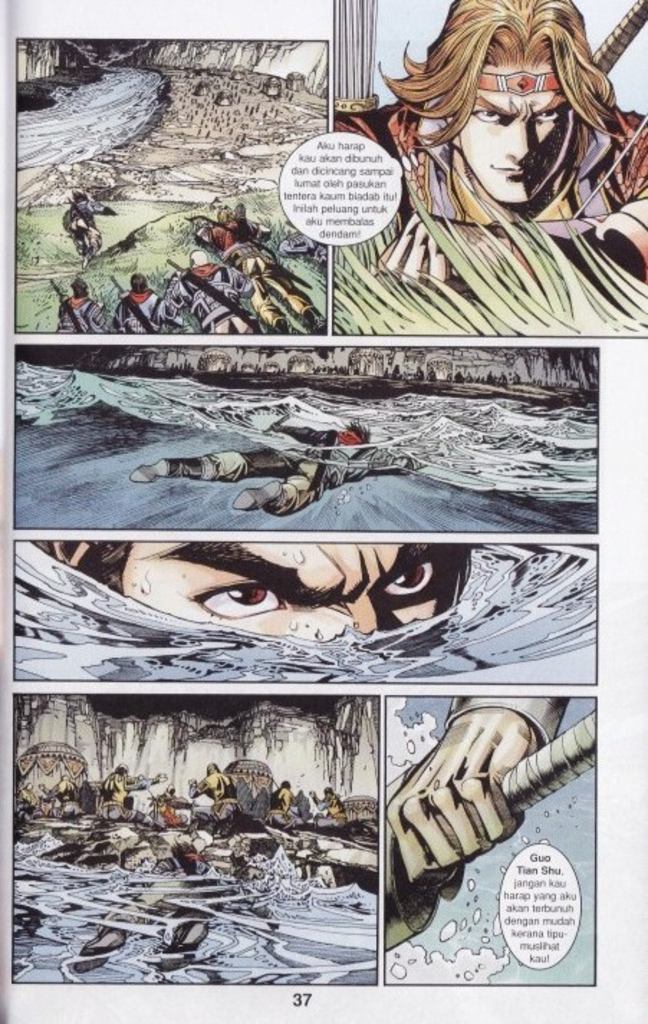 Aku harap
kau akan dibunuh
dan dicincang sampai
lumat oleh pasukan
tentera kaum biadab itu!
Inilah peluang untuk
aku membalas
dendam!
Guo
Tian Shu,
jangan kau
harap yang aku
akan terbunuh
dengan mudah
kerana tipu-
muslihat
kau!
37